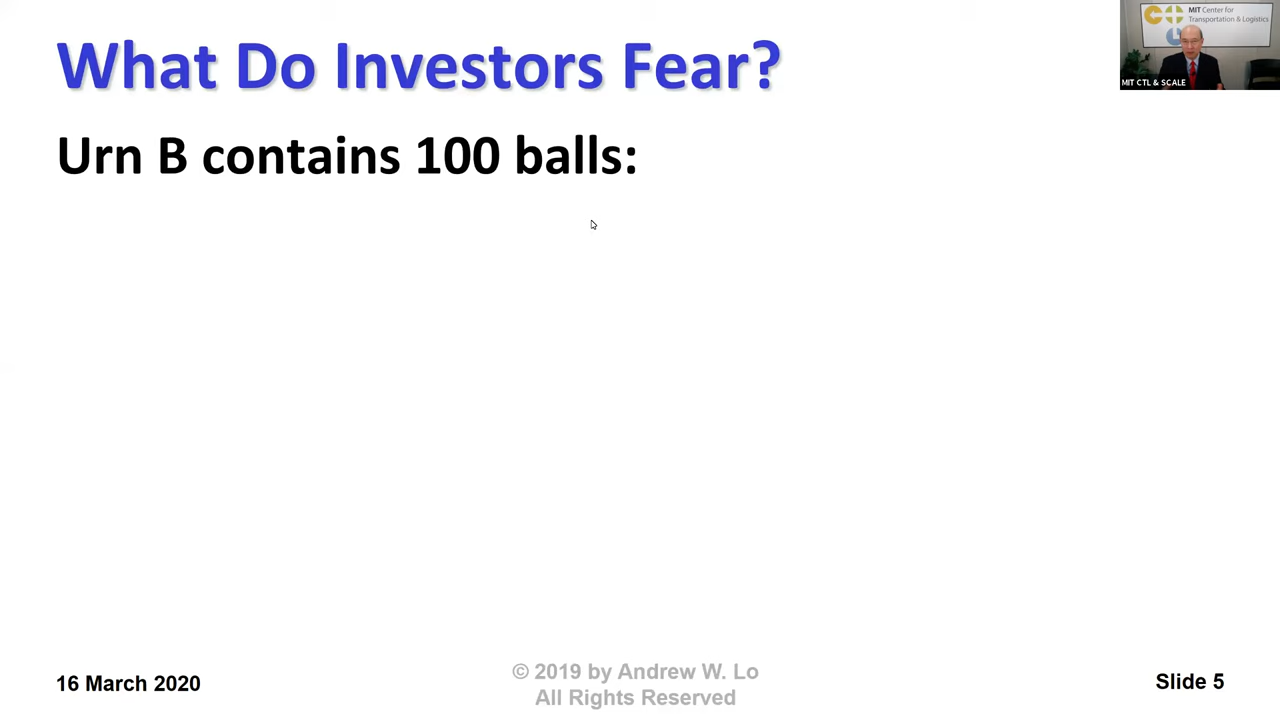 What Do Investors Fear?
MIT Center for
Transportation & Logistics
MIT CTL & SCALE
Urn B contains 100 balls:
16 March 2020
© 2019 by Andrew W. Lo
All Rights Reserved
Slide 5